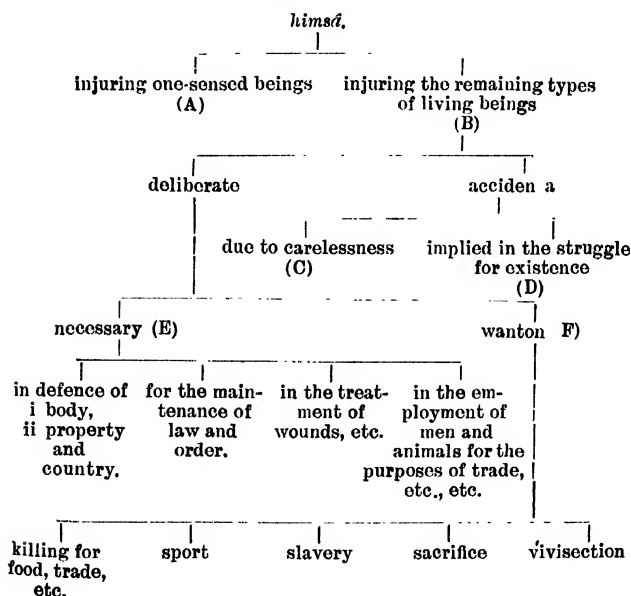 himsâ.
injuring one-sensed beings
(A)
injuring the remaining types
of living beings
(B)
deliberate
acciden a
due to carelessness
(C)
implied in the struggle
for existence
(D)
necessary (E)
wanton F)
in defence of
i body,
ii property
and
country.
for the main-
tenance of
law and
order.
in the treat-
ment of
wounds, etc.
in the em-
ployment of
men and
animals for the
purposes of trade,
etc., etc.
killing for
food, trade,
etc.
sport
slavery
sacrifice
vivisection